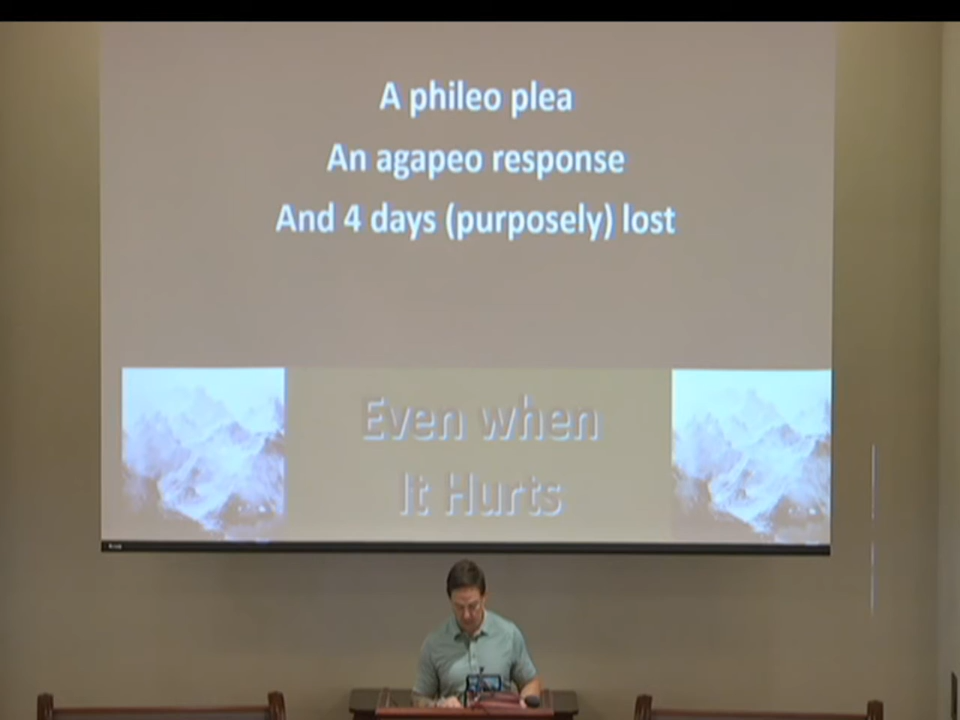 A phileo plea
An agapeo response
And 4 days (purposely) lost
Even when
It Hurts